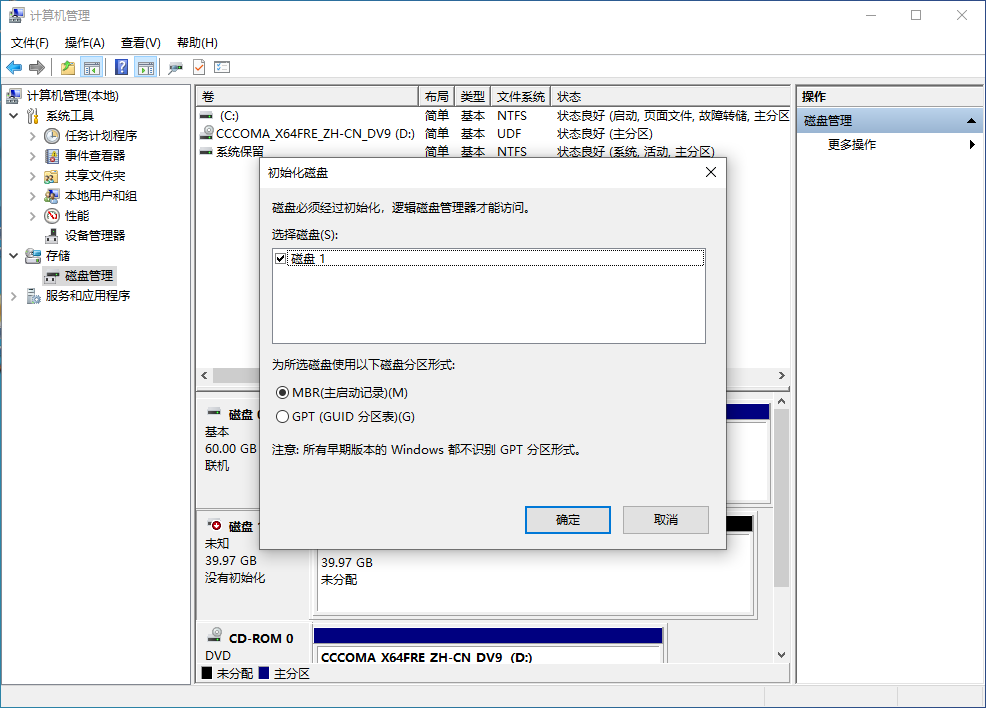 计算机管理
文件(F) 操作(A) 查看(V) 帮助(H)
计算机管理(本地)
系统工具
任务计划程序
事件查看器
共享文件夹
本地用户和组
性能
设备管理器
存储
磁盘管理
服务和应用程序
卷 布局 类型 文件系统 状态
(C:) 简单 基本 NTFS 状态良好 (启动, 页面文件, 故障转储, 主分区
CCCOMA_X64FRE_ZH-CN_DV9 (D:) 简单 基本 UDF 状态良好 (主分区)
系统保留 简单 基本 NTFS 状态良好 (系统, 活动, 主分区)
操作
磁盘管理
更多操作
初始化磁盘
磁盘必须经过初始化，逻辑磁盘管理器才能访问。
选择磁盘(S):
磁盘 1
为所选磁盘使用以下磁盘分区形式:
MBR(主启动记录)(M)
GPT (GUID 分区表)(G)
注意: 所有早期版本的 Windows 都不识别 GPT 分区形式。
确定 取消
磁盘
基本
60.00 GB
联机
磁盘
未知
39.97 GB
没有初始化
39.97 GB
未分配
CD-ROM 0
DVD
CCCOMA_X64FRE_ZH-CN_DV9 (D:)
未分配 主分区